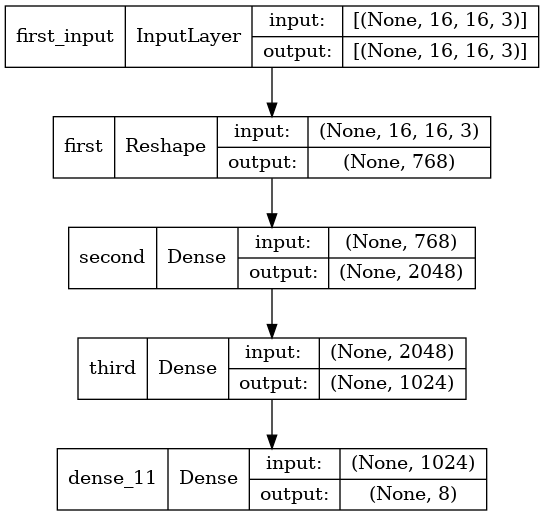 first_input InputLayer input: [(None, 16, 16, 3)]
output: [(None, 16, 16, 3)]
first Reshape input: (None, 16, 16, 3)
output: (None, 768)
second Dense input: (None, 768)
output: (None, 2048)
third Dense input: (None, 2048)
output: (None, 1024)
dense_11 Dense input: (None, 1024)
output: (None, 8)